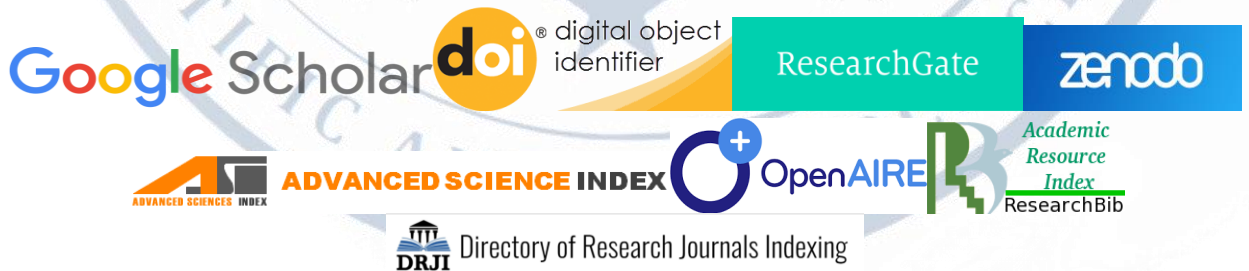 Google Scholar
doi
® digital object
identifier
ResearchGate
zenodo
ASI
ADVANCED SCIENCES INDEX
ADVANCED SCIENCE INDEX
OpenAIRE
Academic
Resource
Index
ResearchBib
DRJI
Directory of Research Journals Indexing